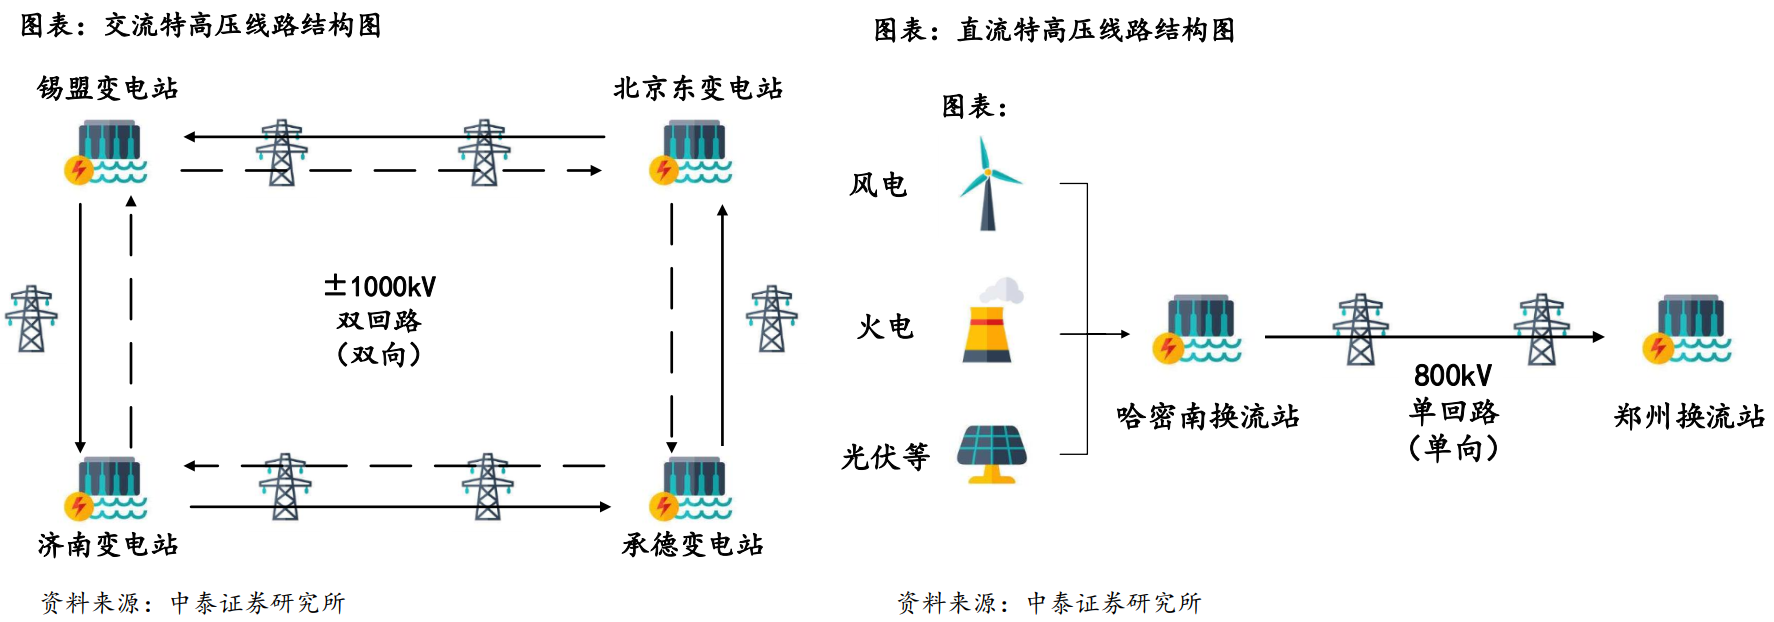 图表：交流特高压线路结构图
锡盟变电站
北京东变电站
±1000kV
双回路
（双向）
济南变电站
承德变电站
资料来源：中泰证券研究所
图表：直流特高压线路结构图
图表：
风电
火电
光伏等
哈密南换流站
800kV
单回路
（单向）
郑州换流站
资料来源：中泰证券研究所